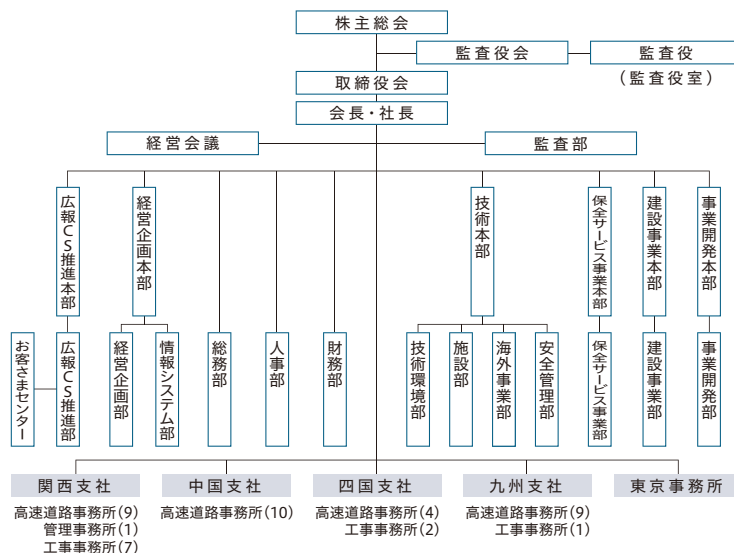 株主総会
監査役会
監査役
(監査役室)
取締役会
会長・社長
経営会議
監査部
広報CS推進本部
経営企画本部
技術本部
保全サービス事業本部
建設事業本部
事業開発本部
お客さまセンター
広報CS推進部
経営企画部
情報システム部
総務部
人事部
財務部
技術環境部
施設部
海外事業部
安全管理部
保全サービス事業部
建設事業部
事業開発部
関西支社
中国支社
四国支社
九州支社
東京事務所
高速道路事務所(9)
管理事務所(1)
工事事務所(7)
高速道路事務所(10)
高速道路事務所(4)
工事事務所(2)
高速道路事務所(9)
工事事務所(1)